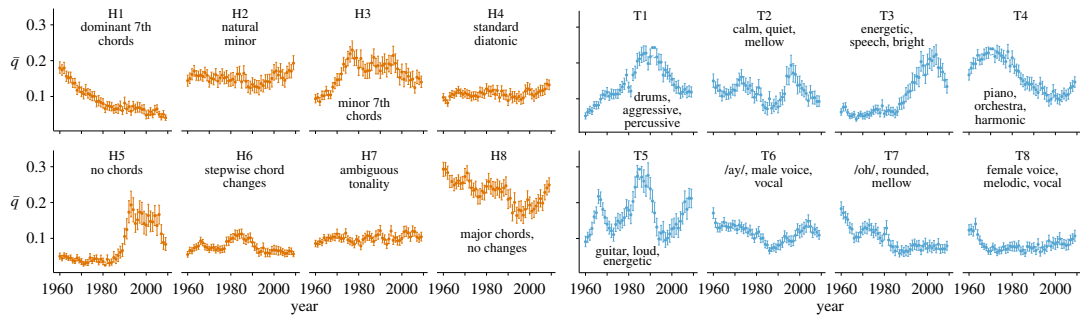 H1
dominant 7th
chords
H2
natural
minor
H3
minor 7th
chords
H4
standard
diatonic
T1
drums,
aggressive,
percussive
T2
calm, quiet,
mellow
T3
energetic,
speech, bright
T4
piano,
orchestra,
harmonic
0.3
0.2
0.1
q̄
H5
no chords
H6
stepwise chord
changes
H7
ambiguous
tonality
H8
major chords,
no changes
T5
guitar, loud,
energetic
T6
/ay/, male voice,
vocal
T7
/oh/, rounded,
mellow
T8
female voice,
melodic, vocal
0.3
0.2
0.1
q̄
1960 1980 2000 1960 1980 2000 1960 1980 2000 1960 1980 2000 1960 1980 2000 1960 1980 2000 1960 1980 2000 1960 1980 2000
year year